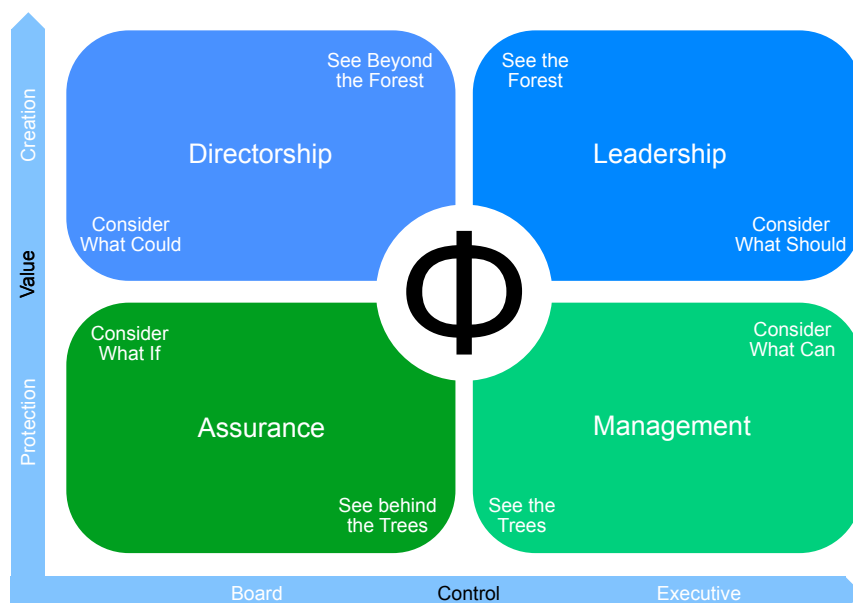 See Beyond
the Forest
See the
Forest
Creation
Directorship
Leadership
Consider
What Could
Consider
What Should
Value
Φ
Consider
What If
Consider
What Can
Protection
Assurance
Management
See behind
the Trees
See the
Trees
Board
Control
Executive